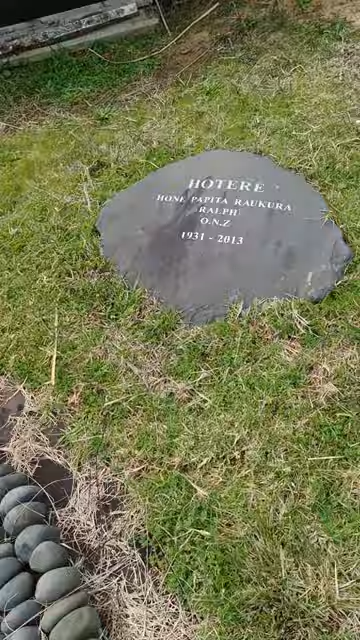 HOTERE
HONE PAPITA RAUKURA
(RALPH)
O.N.Z
1931 - 2013